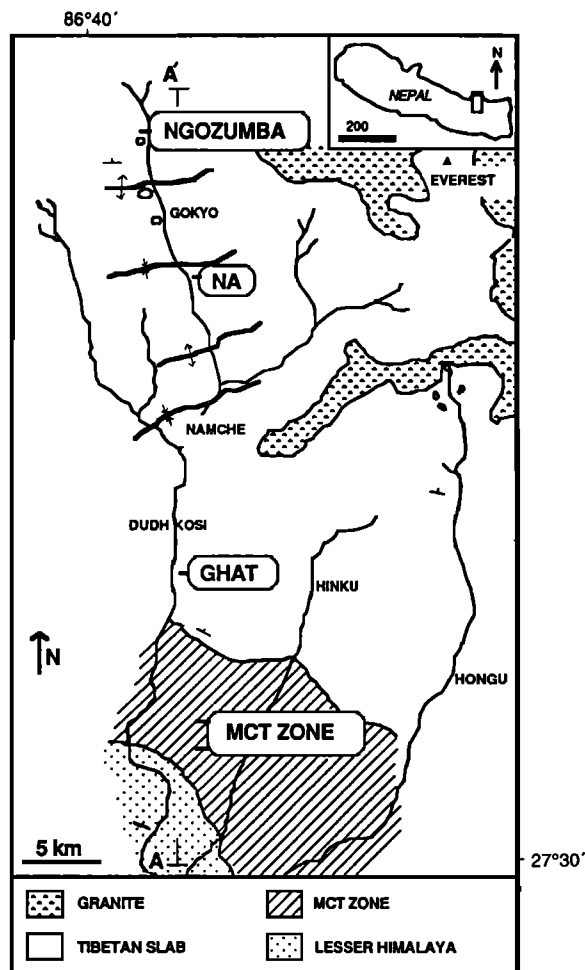 86°40'
A'
N
NEPAL
200
NGOZUMBA
EVEREST
GOKYO
NA
NAMCHE
DUDH KOSI
GHAT
HINKU
N
HONGU
MCT ZONE
5 km
A
27°30
GRANITE
MCT ZONE
TIBETAN SLAB
LESSER HIMALAYA